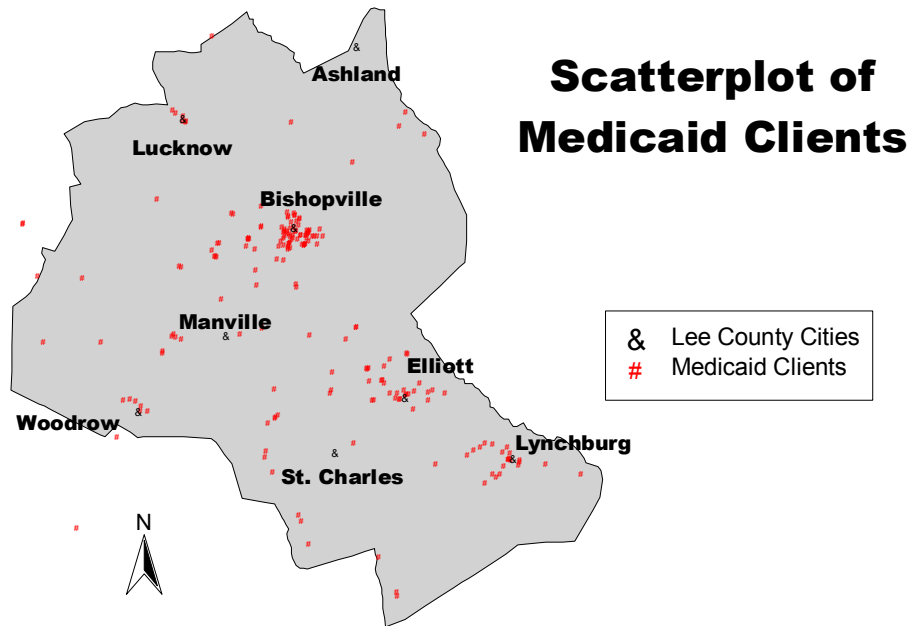 Scatterplot of
Medicaid Clients
Ashland
Lucknow
Bishopville
Manville
Elliott
Woodrow
Lynchburg
St. Charles
& Lee County Cities
# Medicaid Clients
N